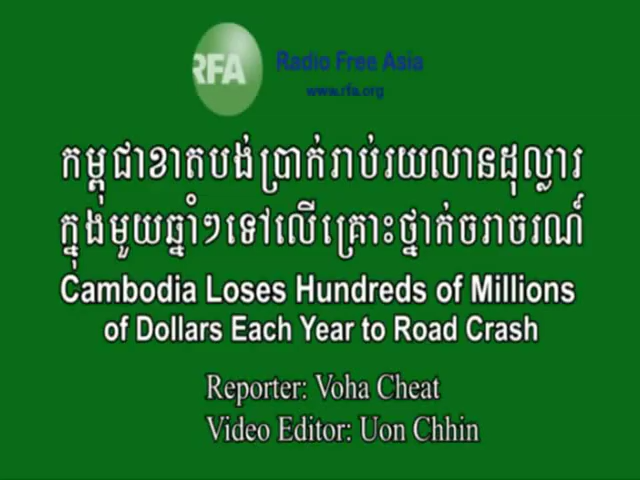 RFA
Radio Free Asia
www.rfa.org
កម្ពុជាខាតបង់ប្រាក់រាប់រយលានដុល្លារ
ក្នុងមួយឆ្នាំៗទៅលើគ្រោះថ្នាក់ចរាចរណ៍
Cambodia Loses Hundreds of Millions
of Dollars Each Year to Road Crash
Reporter: Voha Cheat
Video Editor: Uon Chhin